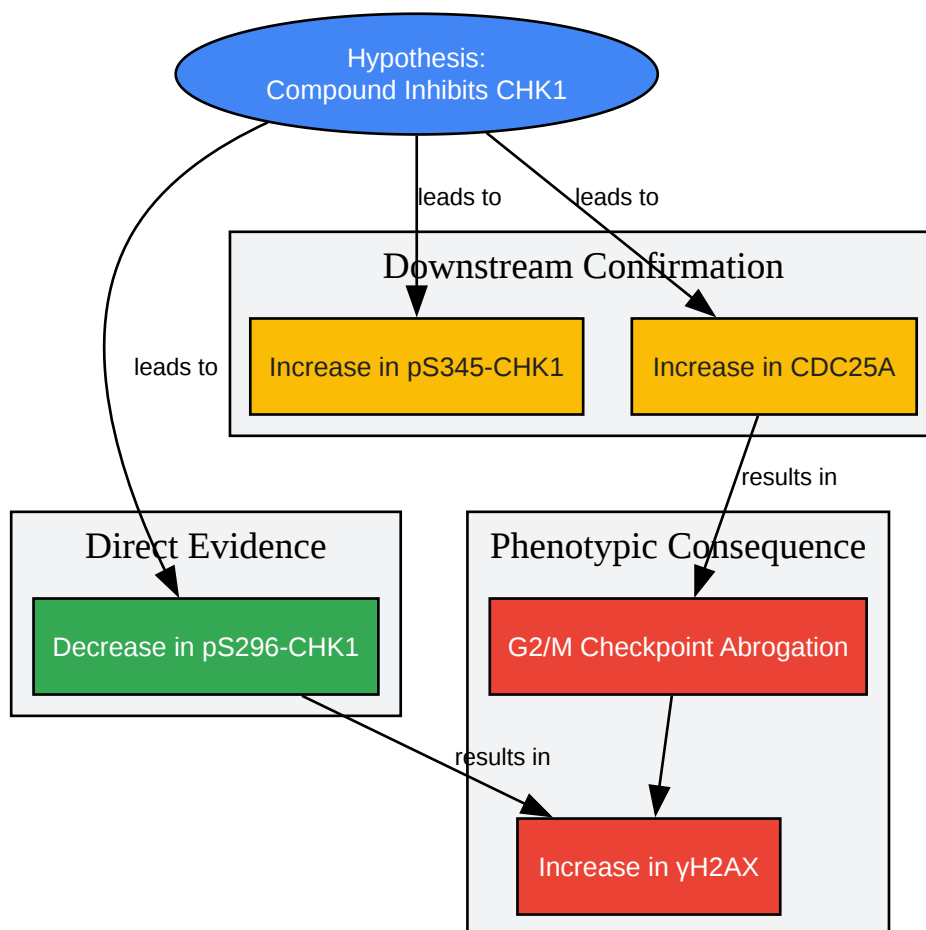 Hypothesis:
Compound Inhibits CHK1
leads to
leads to
Downstream Confirmation
Increase in pS345-CHK1
Increase in CDC25A
leads to
results in
Direct Evidence
Phenotypic Consequence
Decrease in pS296-CHK1
G2/M Checkpoint Abrogation
results in
Increase in γH2AX